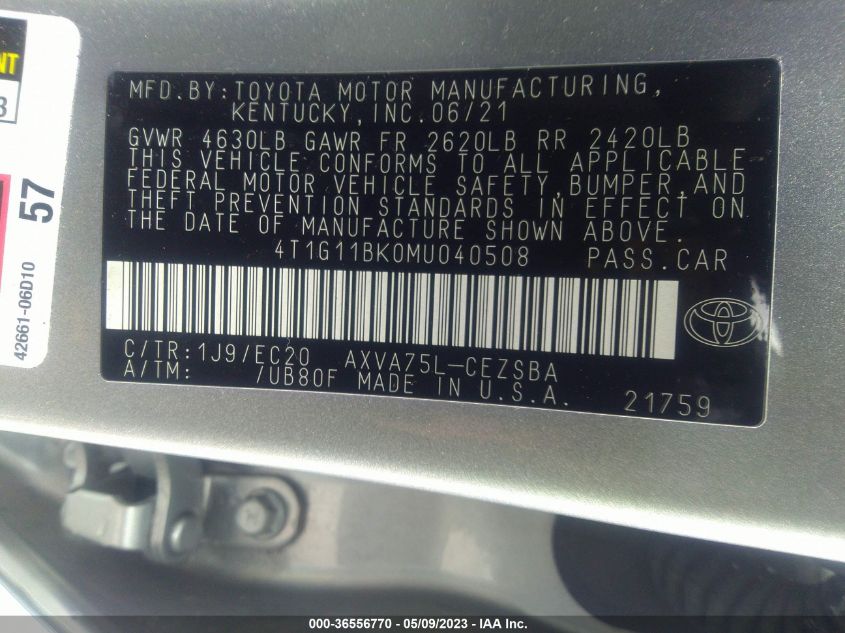 NT
3
57
42661-06D10
MFD.BY:TOYOTA MOTOR MANUFACTURING,
KENTUCKY, INC.06/21
GVWR 4630LB GAWR FR 2620LB RR 2420LB
THIS VEHICLE CONFORMS TO ALL APPLICABLE
FEDERAL MOTOR VEHICLE SAFETY,BUMPER,AND
THEFT PREVENTION STANDARDS IN EFFECT ON
THE DATE OF MANUFACTURE SHOWN ABOVE.
4T1G11BK0MU040508 PASS.CAR
C/TR:1J9/EC20 AXVA75L-CEZSBA
A/TM: /UB80F MADE IN U.S.A. 21759
000-36556770 - 05/09/2023 - IAA Inc.